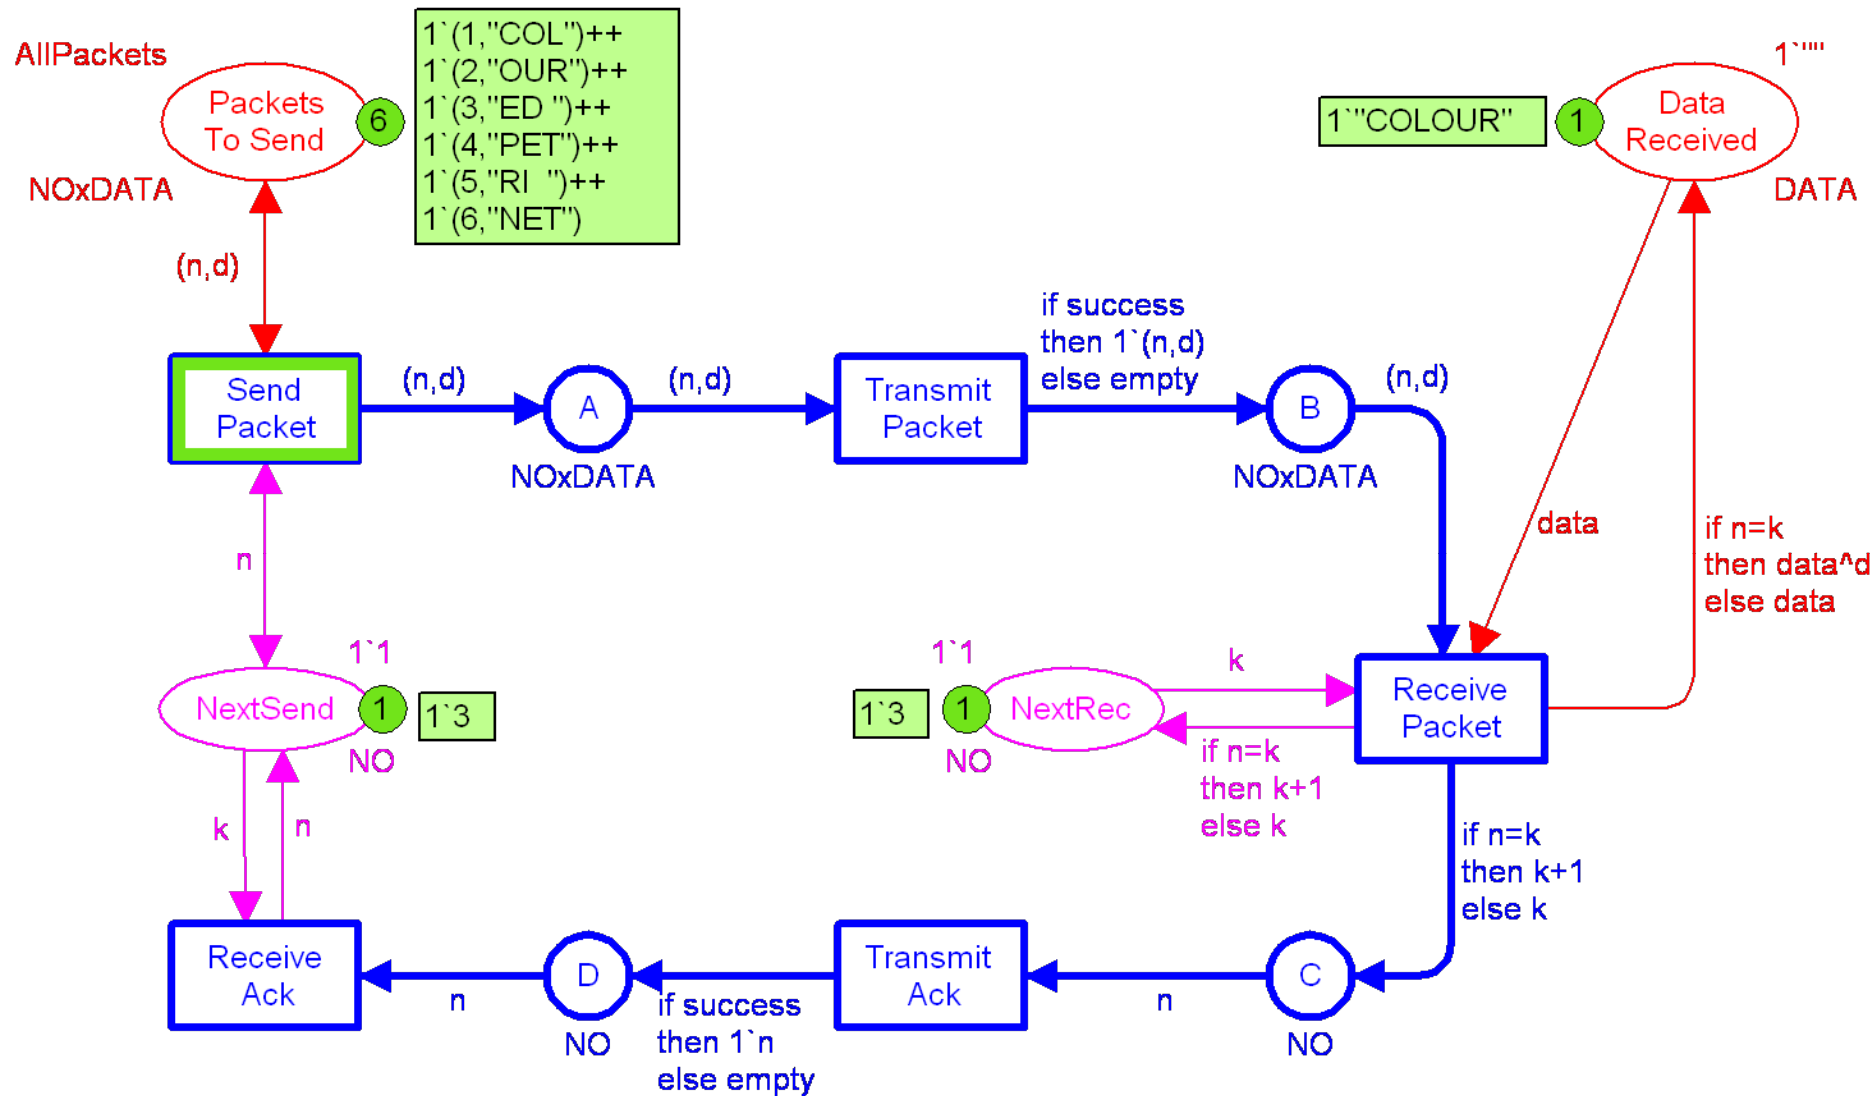 AllPackets
Packets
To Send
6
1`(1,"COL")++
1`(2,"OUR")++
1`(3,"ED ")++
1`(4,"PET")++
1`(5,"RI  ")++
1`(6,"NET")
NOxDATA
(n,d)
1`""
1`"COLOUR"
1
Data
Received
DATA
Send
Packet
(n,d)
A
NOxDATA
(n,d)
Transmit
Packet
if success
then 1`(n,d)
else empty
B
NOxDATA
(n,d)
data
if n=k
then data^d
else data
n
1`1
NextSend
1
1`3
NO
1`1
1`3
1
NextRec
NO
k
if n=k
then k+1
else k
Receive
Packet
k
n
if n=k
then k+1
else k
Receive
Ack
n
D
NO
if success
then 1`n
else empty
Transmit
Ack
n
C
NO